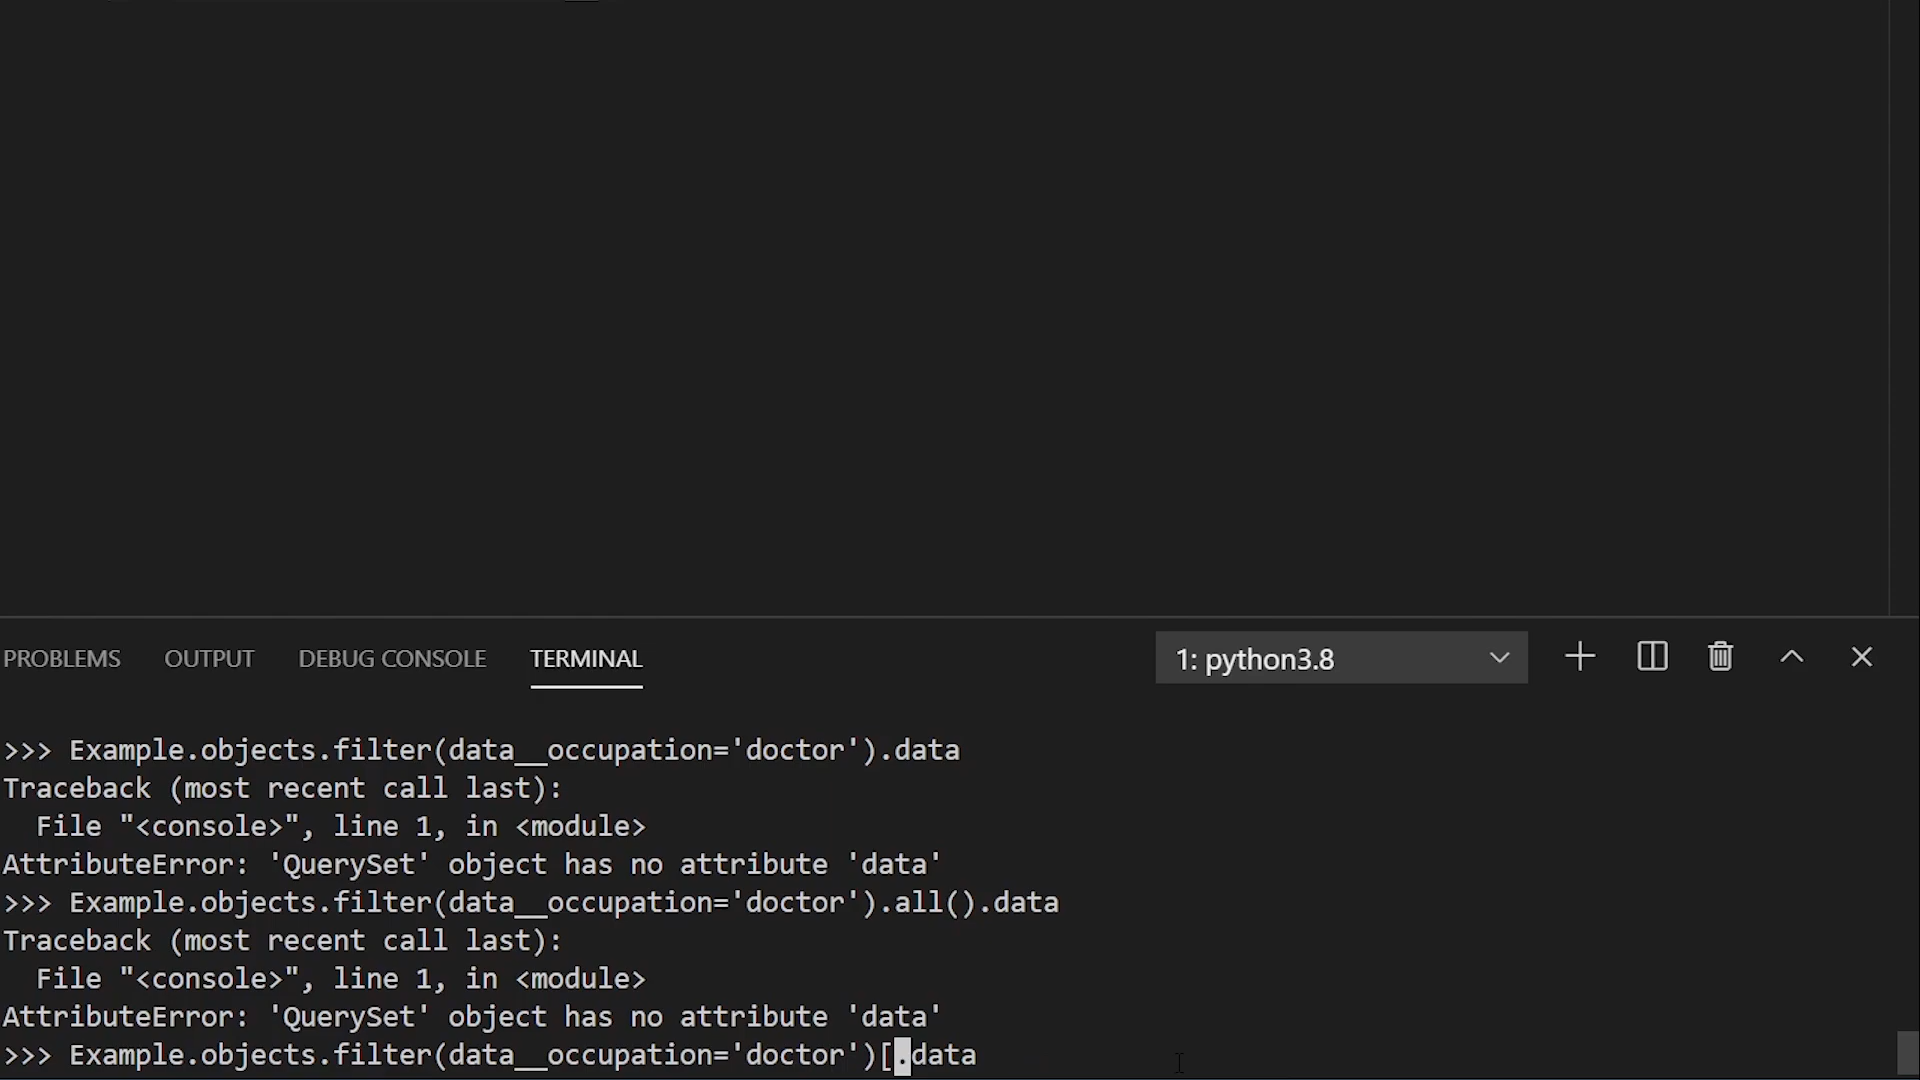 PROBLEMS OUTPUT DEBUG CONSOLE TERMINAL 1: python3.8
>>> Example.objects.filter(data__occupation='doctor').data
Traceback (most recent call last):
  File "<console>", line 1, in <module>
AttributeError: 'QuerySet' object has no attribute 'data'
>>> Example.objects.filter(data__occupation='doctor').all().data
Traceback (most recent call last):
  File "<console>", line 1, in <module>
AttributeError: 'QuerySet' object has no attribute 'data'
>>> Example.objects.filter(data__occupation='doctor')[.data